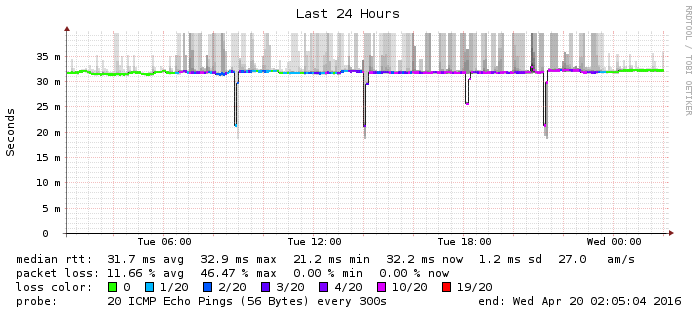 Last 24 Hours
RRDTOOL / TOBI OETIKER
Seconds
35 m
30 m
25 m
20 m
15 m
10 m
5 m
0
Tue 06:00 Tue 12:00 Tue 18:00 Wed 00:00
median rtt: 31.7 ms avg 32.9 ms max 21.2 ms min 32.2 ms now 1.2 ms sd 27.0 am/s
packet loss: 11.66 % avg 46.47 % max 0.00 % min 0.00 % now
loss color: 0 1/20 2/20 3/20 4/20 10/20 19/20
probe: 20 ICMP Echo Pings (56 Bytes) every 300s end: Wed Apr 20 02:05:04 2016